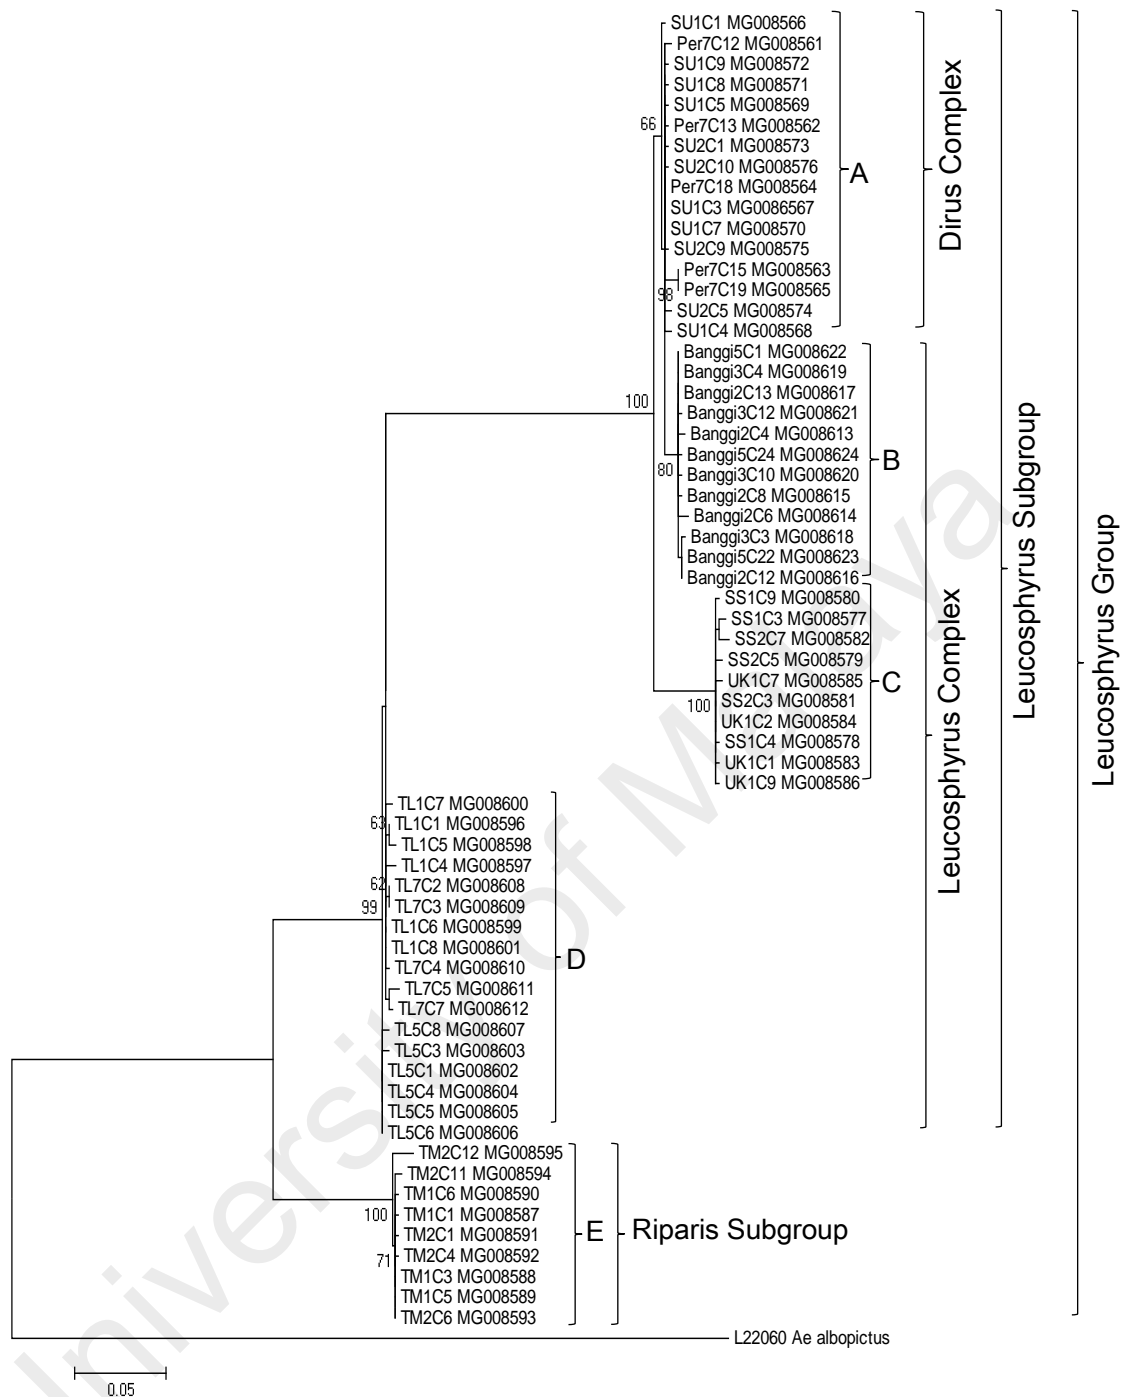 SU1C1 MG008566
Per7C12 MG008561
SU1C9 MG008572
SU1C8 MG008571
SU1C5 MG008569
66
Per7C13 MG008562
SU2C1 MG008573
SU2C10 MG008576
A
Per7C18 MG008564
SU1C3 MG0086567
SU1C7 MG008570
SU2C9 MG008575
Per7C15 MG008563
98
Per7C19 MG008565
SU2C5 MG008574
SU1C4 MG008568
Dirus Complex
Banggi5C1 MG008622
Banggi3C4 MG008619
Banggi2C13 MG008617
100
Banggi3C12 MG008621
Banggi2C4 MG008613
Banggi5C24 MG008624
B
80
Banggi3C10 MG008620
Banggi2C8 MG008615
Banggi2C6 MG008614
Banggi3C3 MG008618
Banggi5C22 MG008623
Banggi2C12 MG008616
SS1C9 MG008580
SS1C3 MG008577
SS2C7 MG008582
SS2C5 MG008579
UK1C7 MG008585
C
100
SS2C3 MG008581
UK1C2 MG008584
SS1C4 MG008578
UK1C1 MG008583
UK1C9 MG008586
Leucosphyrus Complex
Leucosphyrus Subgroup
Leucosphyrus Group
TL1C7 MG008600
63
TL1C1 MG008596
TL1C5 MG008598
TL1C4 MG008597
62
TL7C2 MG008608
99
TL7C3 MG008609
TL1C6 MG008599
TL1C8 MG008601
D
TL7C4 MG008610
TL7C5 MG008611
TL7C7 MG008612
TL5C8 MG008607
TL5C3 MG008603
TL5C1 MG008602
TL5C4 MG008604
TL5C5 MG008605
TL5C6 MG008606
TM2C12 MG008595
TM2C11 MG008594
TM1C6 MG008590
100
TM1C1 MG008587
TM2C1 MG008591
E
Riparis Subgroup
71
TM2C4 MG008592
TM1C3 MG008588
TM1C5 MG008589
TM2C6 MG008593
L22060 Ae albopictus
0.05
University of Malaya